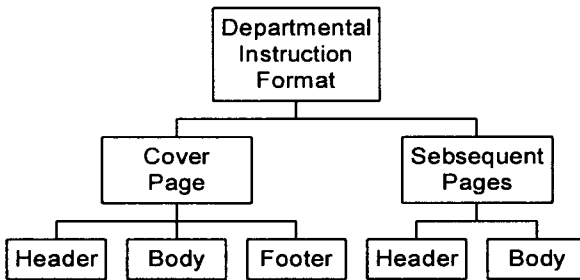 Departmental
Instruction
Format
Cover
Page
Sebsequent
Pages
Header
Body
Footer
Header
Body